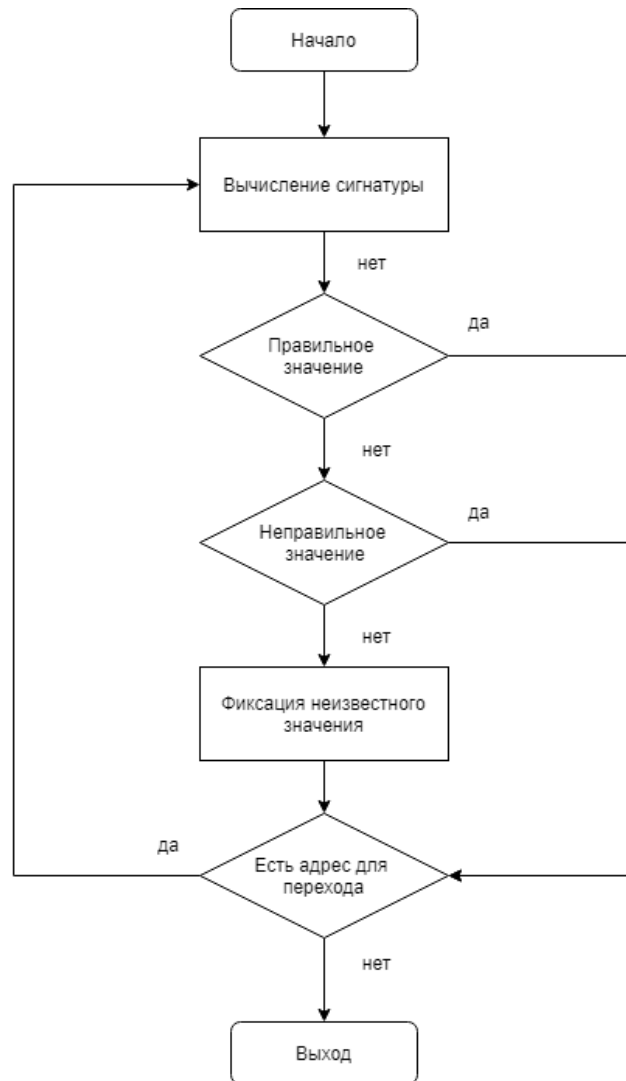 Начало
Вычисление сигнатуры
нет
да
Правильное
значение
нет
да
Неправильное
значение
нет
Фиксация неизвестного
значения
да
Есть адрес для
перехода
нет
Выход